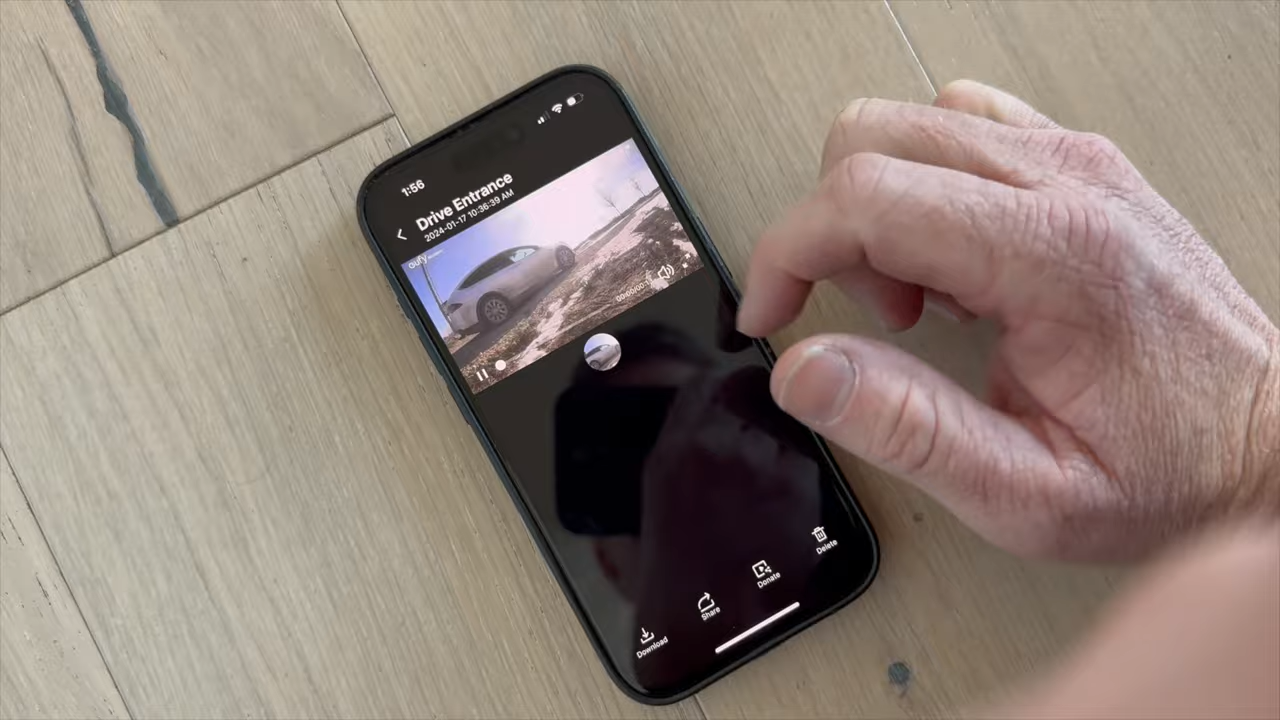 1:56
Drive Entrance
2024-01-17 10:36:39 AM
eufy
Download
Share
Donate
Delete